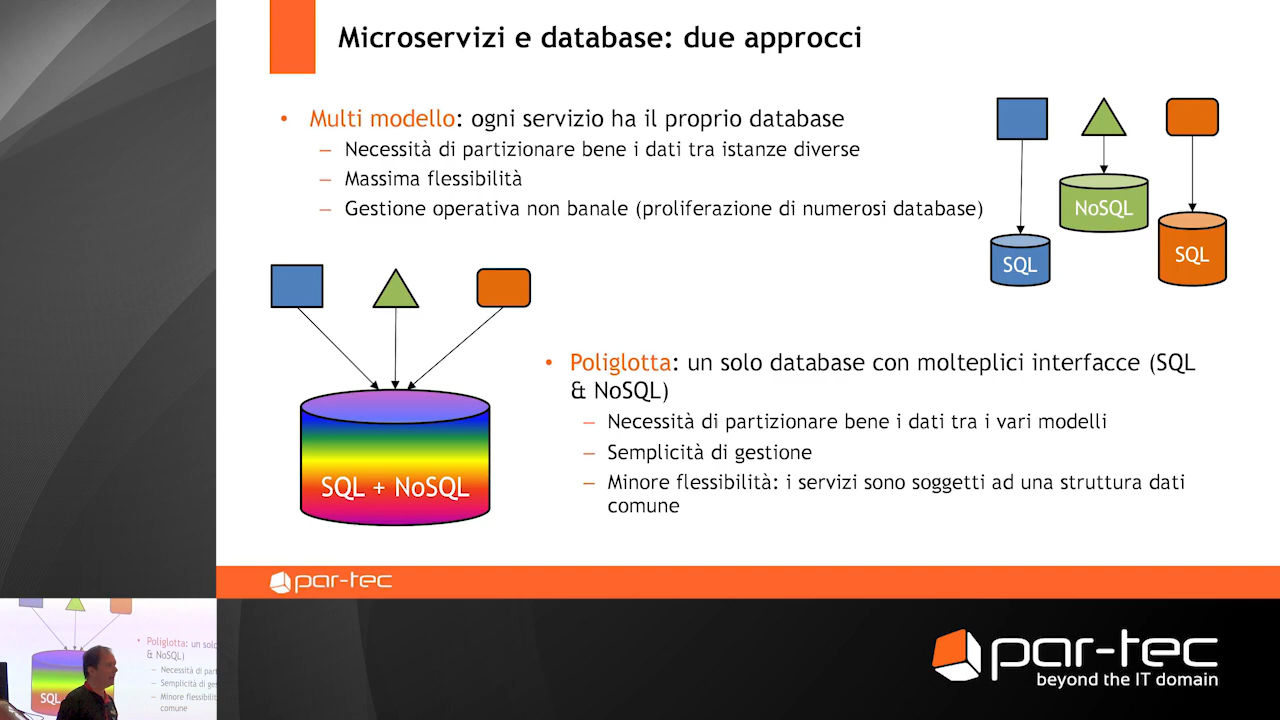 Microservizi e database: due approcci
• Multi modello: ogni servizio ha il proprio database
– Necessità di partizionare bene i dati tra istanze diverse
– Massima flessibilità
– Gestione operativa non banale (proliferazione di numerosi database)
NoSQL
SQL
SQL
• Poliglotta: un solo database con molteplici interfacce (SQL
& NoSQL)
– Necessità di partizionare bene i dati tra i vari modelli
– Semplicità di gestione
– Minore flessibilità: i servizi sono soggetti ad una struttura dati
comune
SQL + NoSQL
par-tec
• Poliglotta: un solo
& NoSQL)
– Necessità di par
– Semplicità di ge
– Minore flessibilit
comune
SQL
par-tec
beyond the IT domain